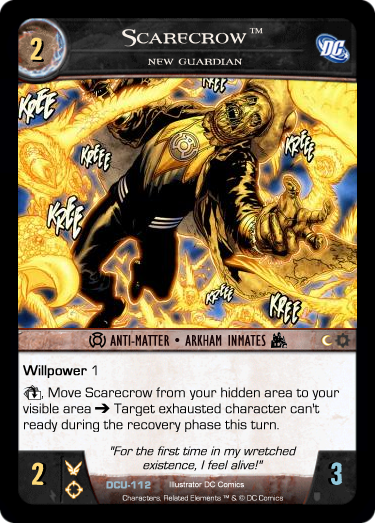 2
SCARECROW™
NEW GUARDIAN
DC
KREE
KREEE
KREE
KREEE
KREE
KREE
KREE
KREE
ANTI-MATTER • ARKHAM INMATES
Willpower 1
, Move Scarecrow from your hidden area to your
visible area ➔ Target exhausted character can't
ready during the recovery phase this turn.
"For the first time in my wretched
existence, I feel alive!"
2
DCU-112 Illustrator DC Comics
3
Characters, Related Elements ™ & © DC Comics